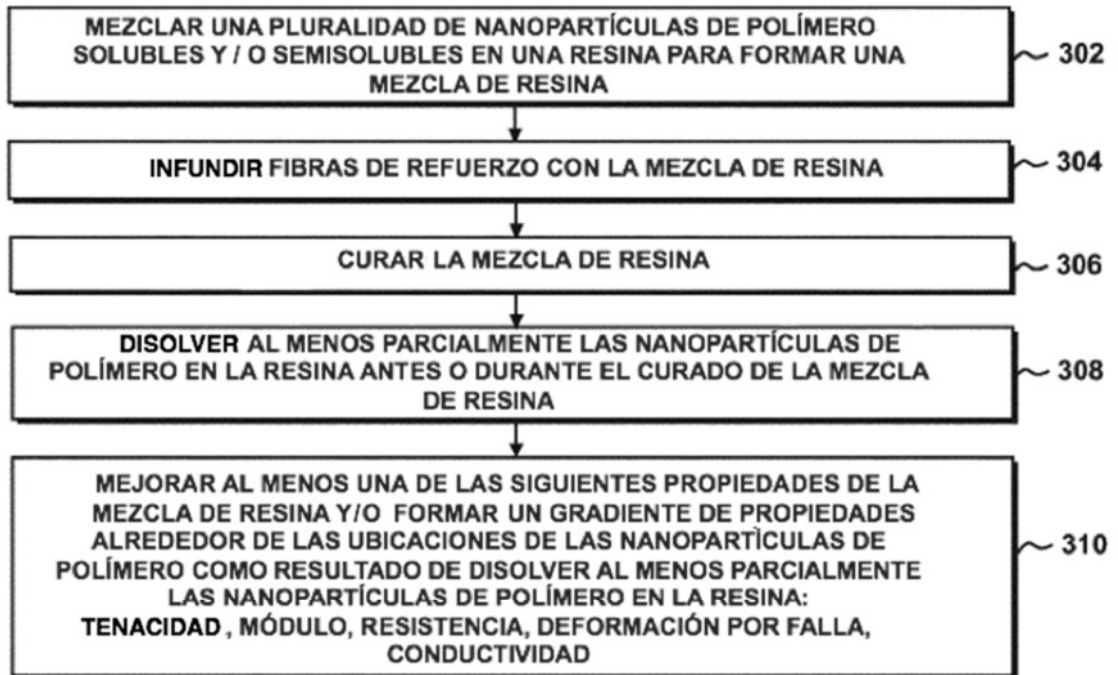 MEZCLAR UNA PLURALIDAD DE NANOPARTÍCULAS DE POLÍMERO
SOLUBLES Y / O SEMISOLUBLES EN UNA RESINA PARA FORMAR UNA
MEZCLA DE RESINA
302
INFUNDIR FIBRAS DE REFUERZO CON LA MEZCLA DE RESINA
304
CURAR LA MEZCLA DE RESINA
306
DISOLVER AL MENOS PARCIALMENTE LAS NANOPARTÍCULAS DE
POLÍMERO EN LA RESINA ANTES O DURANTE EL CURADO DE LA MEZCLA
DE RESINA
308
MEJORAR AL MENOS UNA DE LAS SIGUIENTES PROPIEDADES DE LA
MEZCLA DE RESINA Y/O FORMAR UN GRADIENTE DE PROPIEDADES
ALREDEDOR DE LAS UBICACIONES DE LAS NANOPARTÌCULAS DE
POLÍMERO COMO RESULTADO DE DISOLVER AL MENOS PARCIALMENTE
LAS NANOPARTÍCULAS DE POLÍMERO EN LA RESINA:
TENACIDAD , MÓDULO, RESISTENCIA, DEFORMACIÓN POR FALLA,
CONDUCTIVIDAD
310